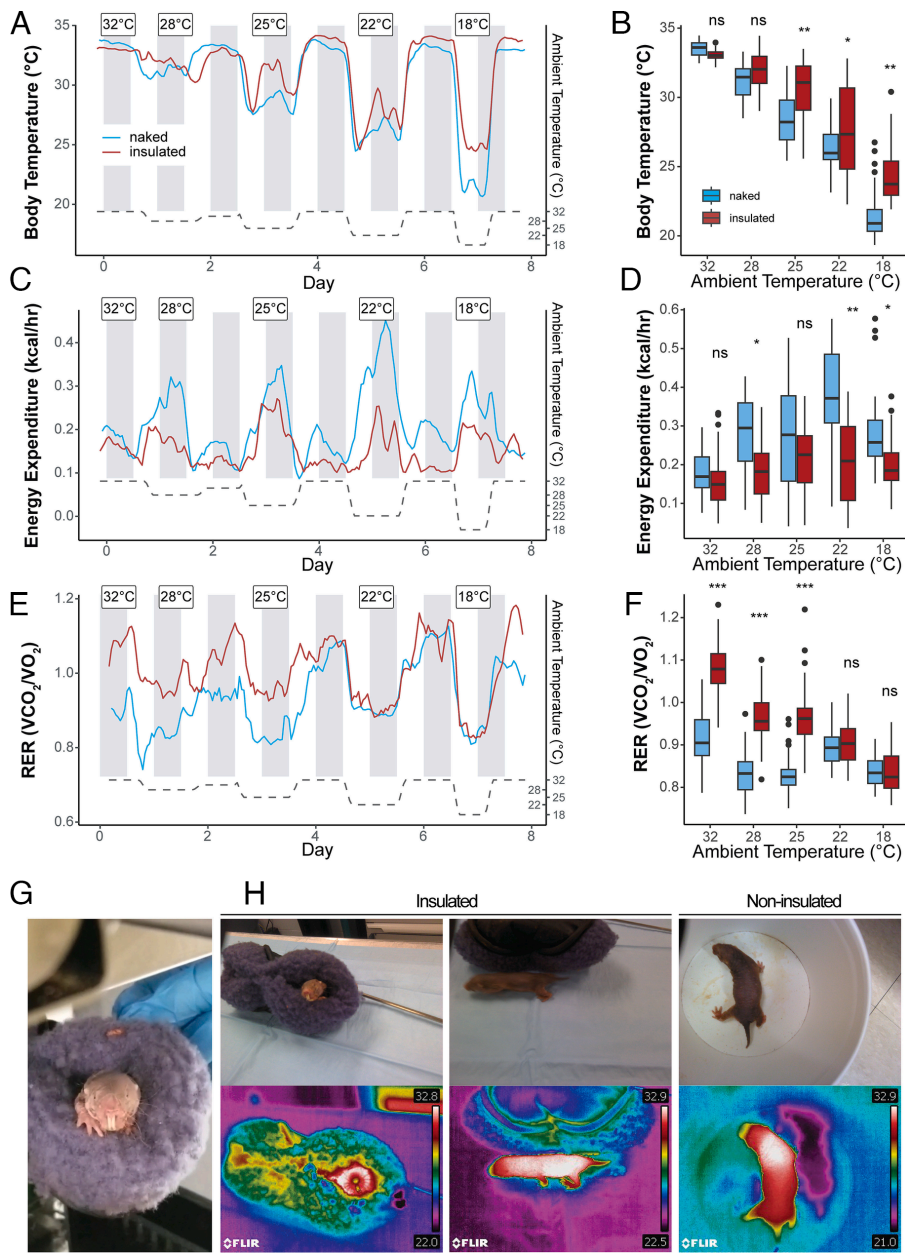 A
32°C 28°C 25°C 22°C 18°C
Body Temperature (°C)
35
30
25
20
naked
insulated
Ambient Temperature (°C)
32
28
25
22
18
0 2 4 6 8
Day
B
Body Temperature (°C)
35
30
25
20
ns ns ** * **
naked
insulated
32 28 25 22 18
Ambient Temperature (°C)
C
32°C 28°C 25°C 22°C 18°C
Energy Expenditure (kcal/hr)
0.4
0.3
0.2
0.1
0.0
Ambient Temperature (°C)
32
28
25
22
18
0 2 4 6 8
Day
D
Energy Expenditure (kcal/hr)
0.6
0.5
0.4
0.3
0.2
0.1
ns * ns ** *
32 28 25 22 18
Ambient Temperature (°C)
E
32°C 28°C 25°C 22°C 18°C
RER (VCO2/VO2)
1.2
1.0
0.8
0.6
Ambient Temperature (°C)
32
28
25
22
18
0 2 4 6 8
Day
F
RER (VCO2/VO2)
1.2
1.1
1.0
0.9
0.8
*** *** *** ns ns
32 28 25 22 18
Ambient Temperature (°C)
G
H
Insulated
Non-insulated
32.8
22.0
FLIR
32.9
22.5
FLIR
32.9
21.0
FLIR